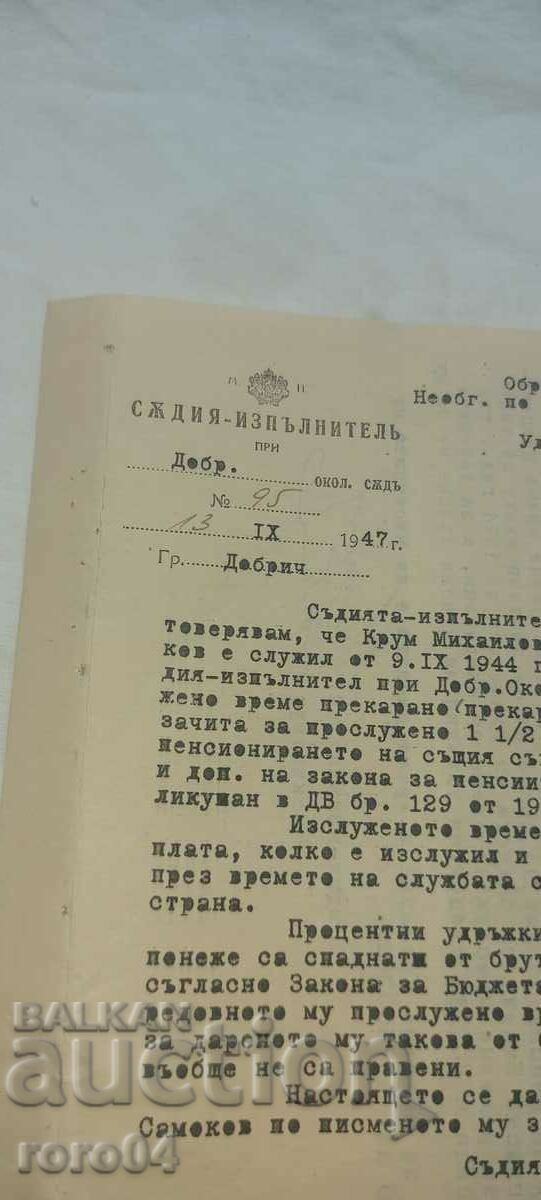 М. П.
Обр
Необг. по
СѪДИЯ-ИЗПЪЛНИТЕЛЬ
Уд
ПРИ
Добр. окол. сѫдъ
№ 95
13 IX 1947 г.
Гр. Добрич
Съдията-изпълните
товерявам, че Крум Михаилов
ков е служил от 9.IX 1944 г
дия-изпълнител при Добр.Око
жено време прекарано(прекар
зачита за прослужено 1 1/2
пенсионирането на същия съ
и доп. на закона за пенсиит
ликуван в ДВ бр. 129 от 19
Изслуженото време
плата, колко е изслужил и
през времето на службата с
страна.
Процентни удръжки
понеже са спаднати от брут
съгласно Закона за Бюджета
редовното му прослужено вр
за дарското му такова от
въобще не са правени.
Настоящето се да
Самоков по писменото му з
Съдия
BALKAN
auction
roro04